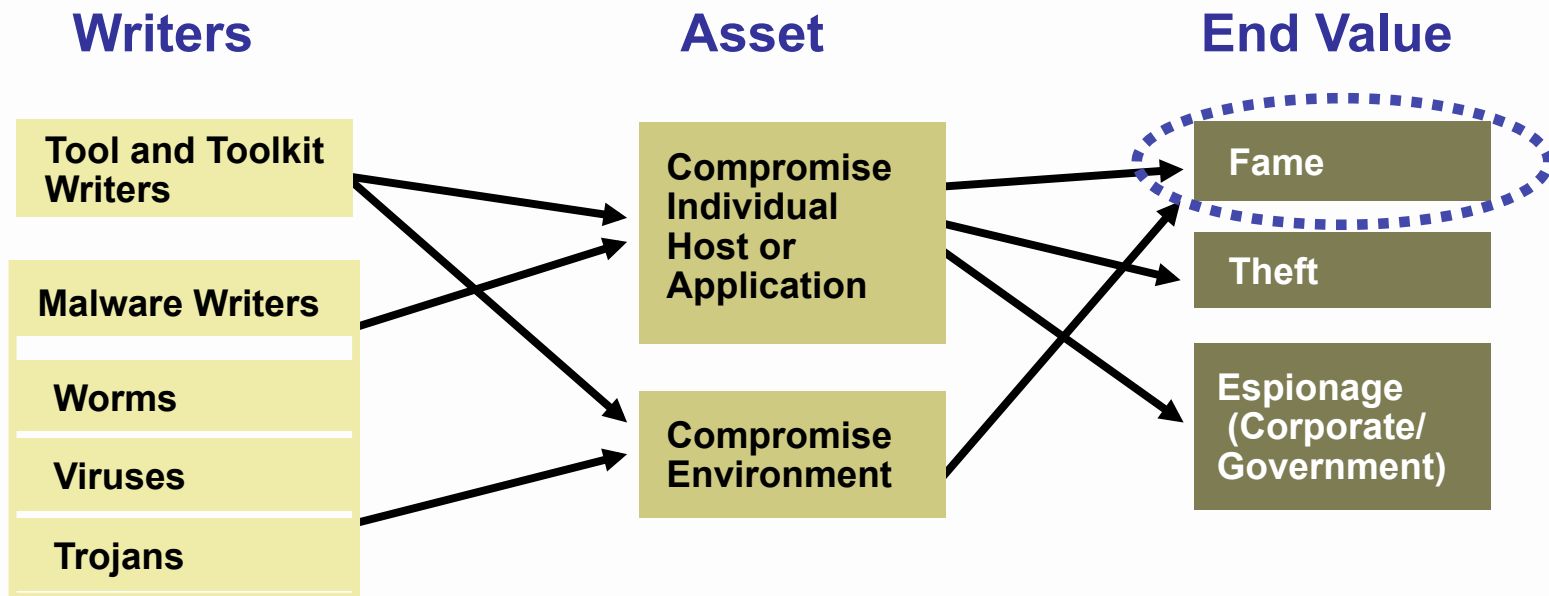 Writers
Asset
End Value
Tool and Toolkit
Writers
Malware Writers
Worms
Viruses
Trojans
Compromise
Individual
Host or
Application
Compromise
Environment
Fame
Theft
Espionage
(Corporate/
Government)